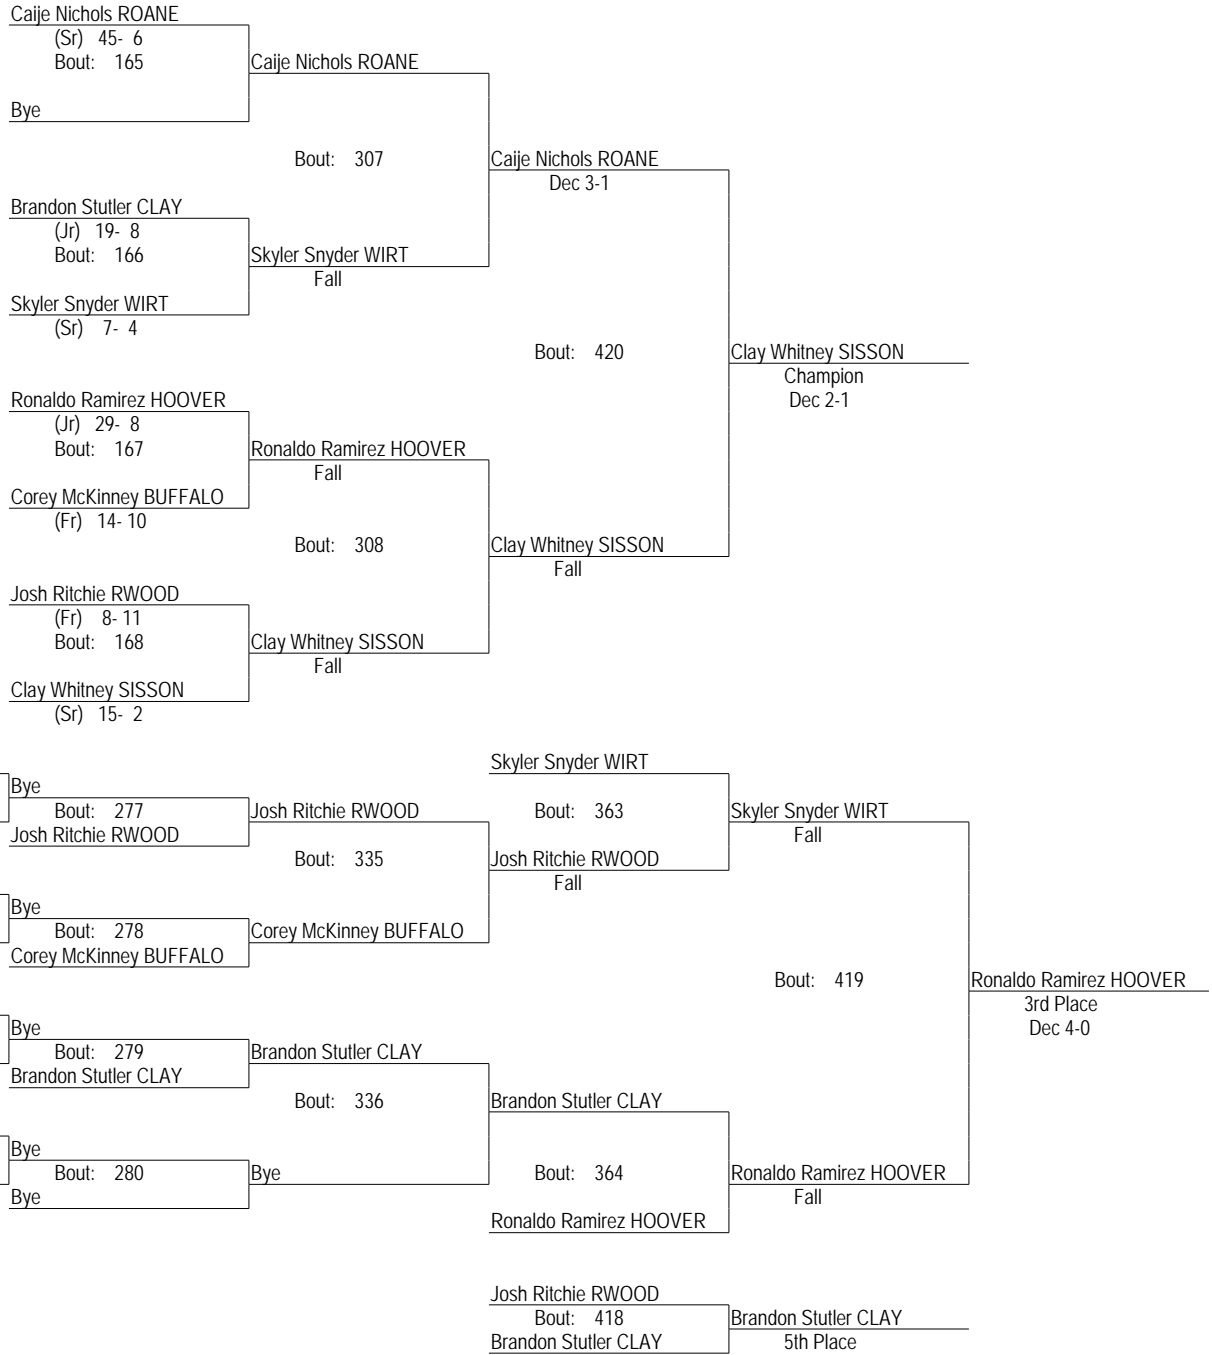 Caije Nichols ROANE
(Sr) 45- 6
Bout: 165
Caije Nichols ROANE
Bye
Bout: 307
Caije Nichols ROANE
Dec 3-1
Brandon Stutler CLAY
(Jr) 19- 8
Bout: 166
Skyler Snyder WIRT
Fall
Skyler Snyder WIRT
(Sr) 7- 4
Bout: 420
Clay Whitney SISSON
Champion
Dec 2-1
Ronaldo Ramirez HOOVER
(Jr) 29- 8
Bout: 167
Ronaldo Ramirez HOOVER
Fall
Corey McKinney BUFFALO
(Fr) 14- 10
Bout: 308
Clay Whitney SISSON
Fall
Josh Ritchie RWOOD
(Fr) 8- 11
Bout: 168
Clay Whitney SISSON
Fall
Clay Whitney SISSON
(Sr) 15- 2
Skyler Snyder WIRT
Bye
Bout: 277
Josh Ritchie RWOOD
Josh Ritchie RWOOD
Bout: 363
Skyler Snyder WIRT
Fall
Bout: 335
Josh Ritchie RWOOD
Fall
Bye
Bout: 278
Corey McKinney BUFFALO
Corey McKinney BUFFALO
Bout: 419
Ronaldo Ramirez HOOVER
3rd Place
Dec 4-0
Bye
Bout: 279
Brandon Stutler CLAY
Brandon Stutler CLAY
Bout: 336
Brandon Stutler CLAY
Bye
Bout: 280
Bye
Bye
Bout: 364
Ronaldo Ramirez HOOVER
Fall
Ronaldo Ramirez HOOVER
Josh Ritchie RWOOD
Bout: 418
Brandon Stutler CLAY
Brandon Stutler CLAY
5th Place